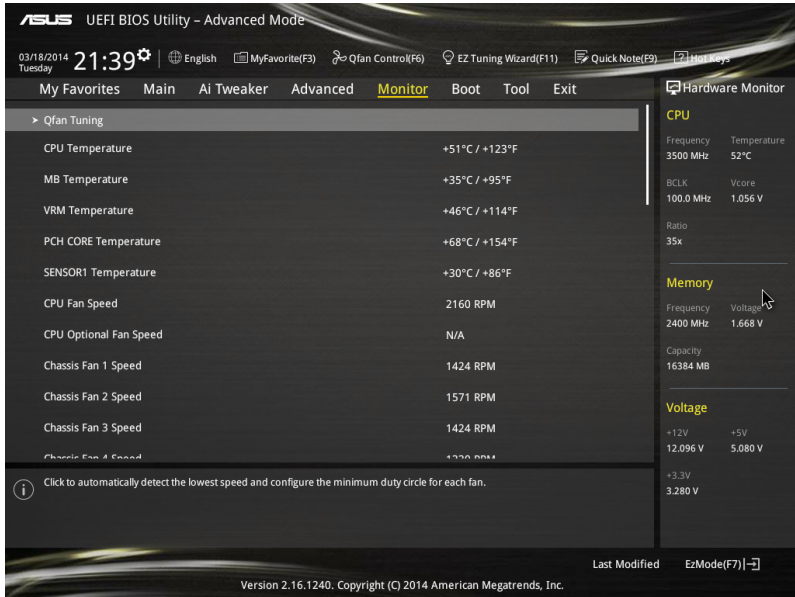 ASUS UEFI BIOS Utility – Advanced Mode
03/18/2014
Tuesday
21:39
English
MyFavorite(F3)
Qfan Control(F6)
EZ Tuning Wizard(F11)
Quick Note(F9)
Hot Keys
My Favorites
Main
Ai Tweaker
Advanced
Monitor
Boot
Tool
Exit
Qfan Tuning
CPU Temperature +51°C / +123°F
MB Temperature +35°C / +95°F
VRM Temperature +46°C / +114°F
PCH CORE Temperature +68°C / +154°F
SENSOR1 Temperature +30°C / +86°F
CPU Fan Speed 2160 RPM
CPU Optional Fan Speed N/A
Chassis Fan 1 Speed 1424 RPM
Chassis Fan 2 Speed 1571 RPM
Chassis Fan 3 Speed 1424 RPM
Chassis Fan 4 Speed
Click to automatically detect the lowest speed and configure the minimum duty circle for each fan.
Hardware Monitor
CPU
Frequency Temperature
3500 MHz 52°C
BCLK Vcore
100.0 MHz 1.056 V
Ratio
35x
Memory
Frequency Voltage
2400 MHz 1.668 V
Capacity
16384 MB
Voltage
+12V +5V
12.096 V 5.080 V
+3.3V
3.280 V
Last Modified
EzMode(F7)
Version 2.16.1240. Copyright (C) 2014 American Megatrends, Inc.